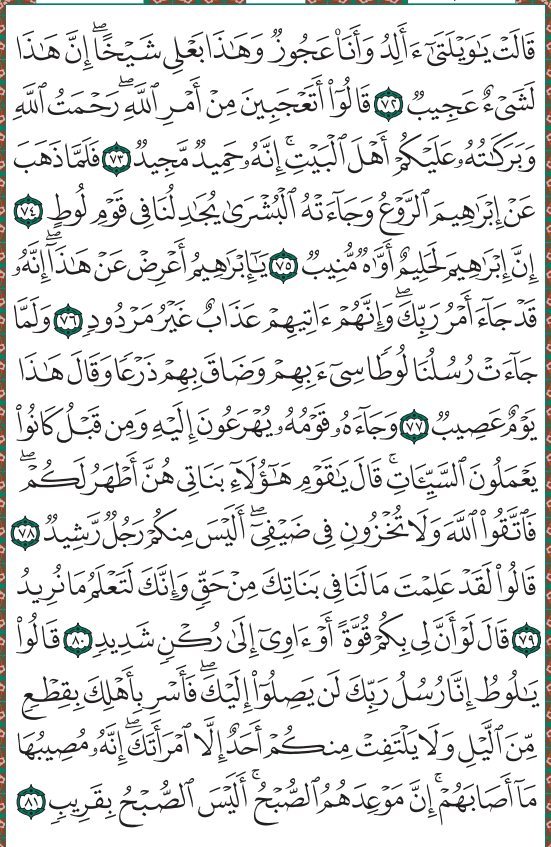 قَالَتۡ يَٰوَيۡلَتَىٰٓ ءَأَلِدُ وَأَنَا۠ عَجُوزٞ وَهَٰذَا بَعۡلِي شَيۡخًاۖ إِنَّ هَٰذَا
لَشَيۡءٌ عَجِيبٞ ٧٢ قَالُوٓاْ أَتَعۡجَبِينَ مِنۡ أَمۡرِ ٱللَّهِۖ رَحۡمَتُ ٱللَّهِ
وَبَرَكَٰتُهُۥ عَلَيۡكُمۡ أَهۡلَ ٱلۡبَيۡتِۚ إِنَّهُۥ حَمِيدٞ مَّجِيدٞ ٧٣ فَلَمَّا ذَهَبَ
عَنۡ إِبۡرَٰهِيمَ ٱلرَّوۡعُ وَجَآءَتۡهُ ٱلۡبُشۡرَىٰ يُجَٰدِلُنَا فِي قَوۡمِ لُوطٍ ٧٤
إِنَّ إِبۡرَٰهِيمَ لَحَلِيمٌ أَوَّٰهٞ مُّنِيبٞ ٧٥ يَٰٓإِبۡرَٰهِيمُ أَعۡرِضۡ عَنۡ هَٰذَآۖ إِنَّهُۥ
قَدۡ جَآءَ أَمۡرُ رَبِّكَۖ وَإِنَّهُمۡ ءَاتِيهِمۡ عَذَابٌ غَيۡرُ مَرۡدُودٖ ٧٦ وَلَمَّا
جَآءَتۡ رُسُلُنَا لُوطٗا سِيٓءَ بِهِمۡ وَضَاقَ بِهِمۡ ذَرۡعٗا وَقَالَ هَٰذَا
يَوۡمٌ عَصِيبٞ ٧٧ وَجَآءَهُۥ قَوۡمُهُۥ يُهۡرَعُونَ إِلَيۡهِ وَمِن قَبۡلُ كَانُواْ
يَعۡمَلُونَ ٱلسَّيِّـَٔاتِۚ قَالَ يَٰقَوۡمِ هَٰٓؤُلَآءِ بَنَاتِي هُنَّ أَطۡهَرُ لَكُمۡۖ
فَٱتَّقُواْ ٱللَّهَ وَلَا تُخۡزُونِ فِي ضَيۡفِيٓۖ أَلَيۡسَ مِنكُمۡ رَجُلٞ رَّشِيدٞ ٧٨
قَالُواْ لَقَدۡ عَلِمۡتَ مَا لَنَا فِي بَنَاتِكَ مِنۡ حَقّٖ وَإِنَّكَ لَتَعۡلَمُ مَا نُرِيدُ
٧٩ قَالَ لَوۡ أَنَّ لِي بِكُمۡ قُوَّةً أَوۡ ءَاوِيٓ إِلَىٰ رُكۡنٖ شَدِيدٖ ٨٠ قَالُواْ
يَٰلُوطُ إِنَّا رُسُلُ رَبِّكَ لَن يَصِلُوٓاْ إِلَيۡكَۖ فَأَسۡرِ بِأَهۡلِكَ بِقِطۡعٖ
مِّنَ ٱلَّيۡلِ وَلَا يَلۡتَفِتۡ مِنكُمۡ أَحَدٌ إِلَّا ٱمۡرَأَتَكَۖ إِنَّهُۥ مُصِيبُهَا
مَآ أَصَابَهُمۡۚ إِنَّ مَوۡعِدَهُمُ ٱلصُّبۡحُۚ أَلَيۡسَ ٱلصُّبۡحُ بِقَرِيبٖ ٨١